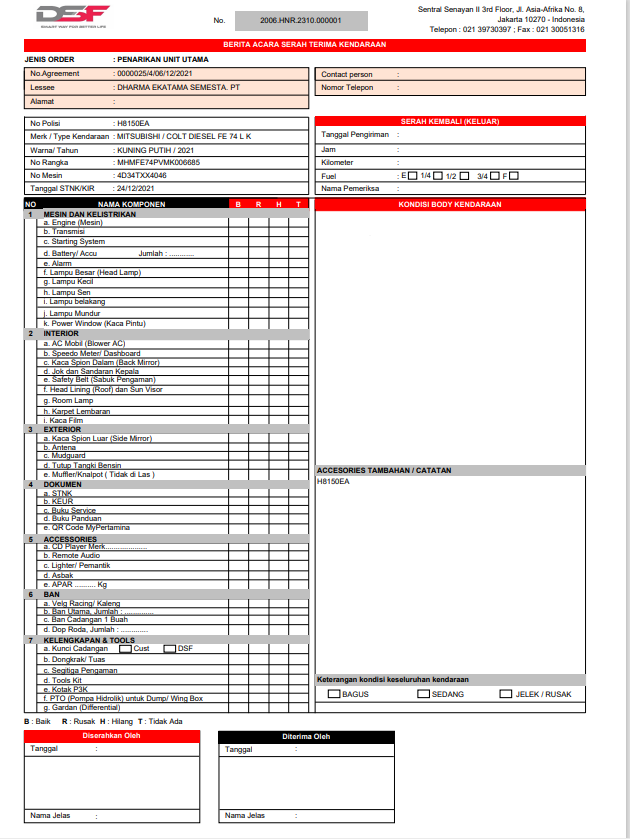 DSF
SMART WAY FOR BETTER LIFE
No. 2006.HNR.2310.000001
Sentral Senayan II 3rd Floor, Jl. Asia-Afrika No. 8,
Jakarta 10270 - Indonesia
Telepon : 021 39730397 ; Fax : 021 30051316
BERITA ACARA SERAH TERIMA KENDARAAN
JENIS ORDER : PENARIKAN UNIT UTAMA
No.Agreement : 0000025/4/06/12/2021
Lessee : DHARMA EKATAMA SEMESTA. PT
Alamat :
Contact person :
Nomor Telepon :
No Polisi : H8150EA
Merk / Type Kendaraan : MITSUBISHI / COLT DIESEL FE 74 L K
Warna/ Tahun : KUNING PUTIH / 2021
No Rangka : MHMFE74PVMK006685
No Mesin : 4D34TXX4046
Tanggal STNK/KIR : 24/12/2021
SERAH KEMBALI (KELUAR)
Tanggal Pengiriman :
Jam :
Kilometer :
Fuel : E 1/4 1/2 3/4 F
Nama Pemeriksa :
NO NAMA KOMPONEN B R H T
1 MESIN DAN KELISTRIKAN
a. Engine (Mesin)
b. Transmisi
c. Starting System
d. Battery/ Accu Jumlah : ............
e. Alarm
f. Lampu Besar (Head Lamp)
g. Lampu Kecil
h. Lampu Sen
i. Lampu belakang
j. Lampu Mundur
k. Power Window (Kaca Pintu)
2 INTERIOR
a. AC Mobil (Blower AC)
b. Speedo Meter/ Dashboard
c. Kaca Spion Dalam (Back Mirror)
d. Jok dan Sandaran Kepala
e. Safety Belt (Sabuk Pengaman)
f. Head Lining (Roof) dan Sun Visor
g. Room Lamp
h. Karpet Lembaran
i. Kaca Film
3 EXTERIOR
a. Kaca Spion Luar (Side Mirror)
b. Antena
c. Mudguard
d. Tutup Tangki Bensin
e. Muffler/Knalpot ( Tidak di Las )
4 DOKUMEN
a. STNK
b. KEUR
c. Buku Service
d. Buku Panduan
e. QR Code MyPertamina
5 ACCESSORIES
a. CD Player Merk....................
b. Remote Audio
c. Lighter/ Pemantik
d. Asbak
e. APAR .......... Kg
6 BAN
a. Velg Racing/ Kaleng
b. Ban Utama, Jumlah : ..............
c. Ban Cadangan 1 Buah
d. Dop Roda, Jumlah : .............
7 KELENGKAPAN & TOOLS
a. Kunci Cadangan Cust DSF
b. Dongkrak/ Tuas
c. Segitiga Pengaman
d. Tools Kit
e. Kotak P3K
f. PTO (Pompa Hidrolik) untuk Dump/ Wing Box
g. Gardan (Differential)
KONDISI BODY KENDARAAN
ACCESORIES TAMBAHAN / CATATAN
H8150EA
Keterangan kondisi keseluruhan kendaraan
BAGUS SEDANG JELEK / RUSAK
B : Baik R : Rusak H : Hilang T : Tidak Ada
Diserahkan Oleh
Tanggal :
Nama Jelas :
Diterima Oleh
Tanggal :
Nama Jelas :